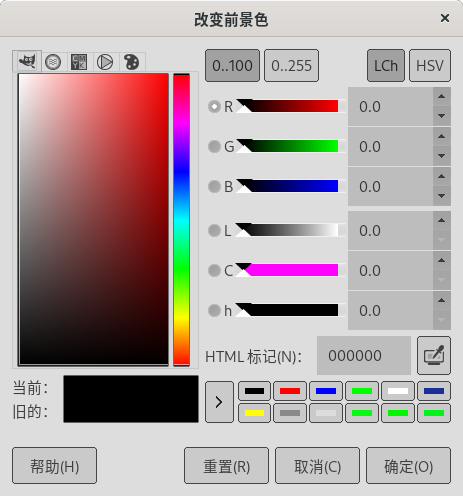 改变前景色
0..100 0..255 LCh HSV
R 0.0
G 0.0
B 0.0
L 0.0
C 0.0
h 0.0
HTML 标记(N): 000000
当前:
旧的:
帮助(H) 重置(R) 取消(C) 确定(O)